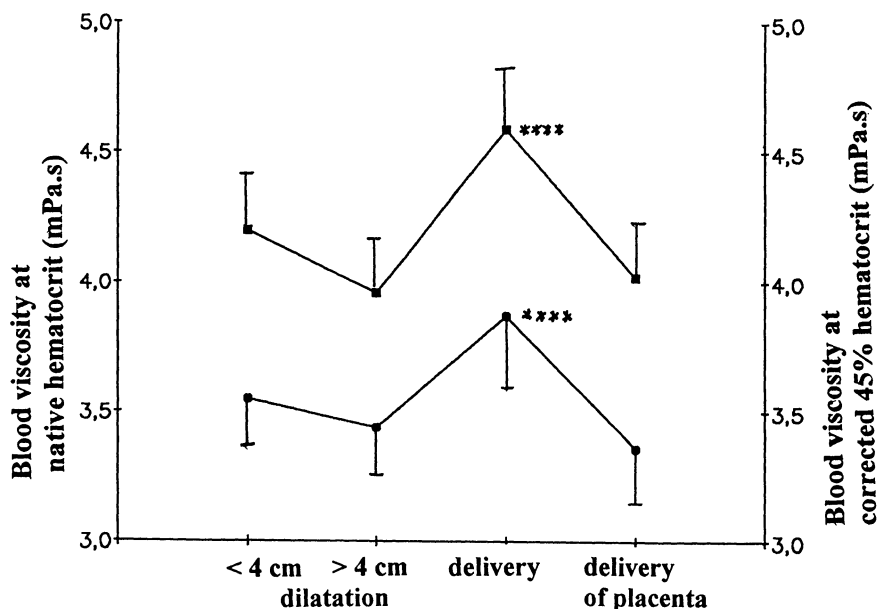 5,0
4,5
4,0
3,5
3,0
Blood viscosity at
native hematocrit (mPa.s)
****
****
5,0
4,5
4,0
3,5
3,0
Blood viscosity at
corrected 45% hematocrit (mPa.s)
< 4 cm > 4 cm delivery delivery
dilatation of placenta